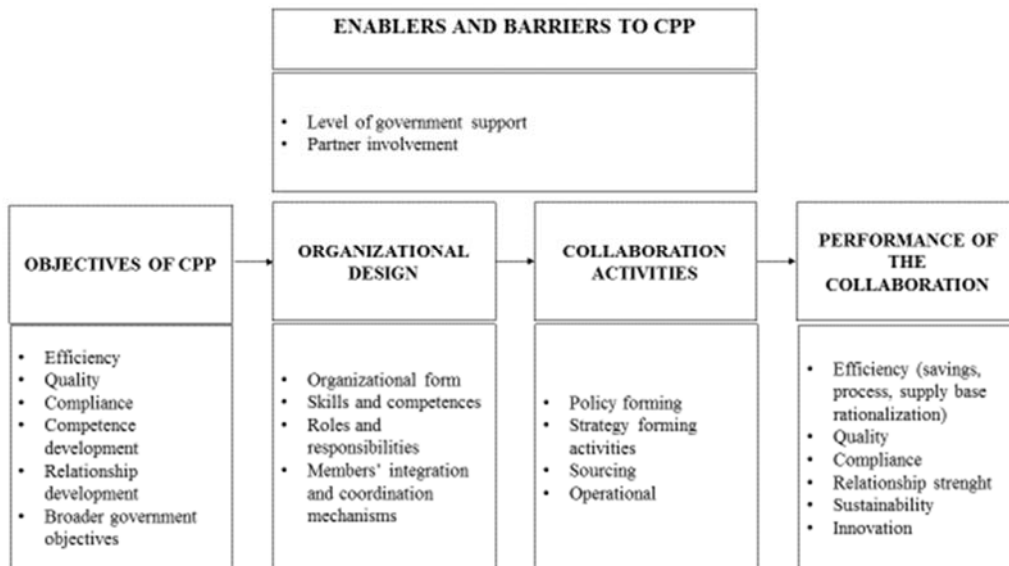 ENABLERS AND BARRIERS TO CPP
• Level of government support
• Partner involvement
OBJECTIVES OF CPP
• Efficiency
• Quality
• Compliance
• Competence
development
• Relationship
development
• Broader government
objectives
ORGANIZATIONAL
DESIGN
• Organizational form
• Skills and competences
• Roles and
responsibilities
• Members’ integration
and coordination
mechanisms
COLLABORATION
ACTIVITIES
• Policy forming
• Strategy forming
activities
• Sourcing
• Operational
PERFORMANCE OF
THE
COLLABORATION
• Efficiency (savings,
process, supply base
rationalization)
• Quality
• Compliance
• Relationship strenght
• Sustainability
• Innovation